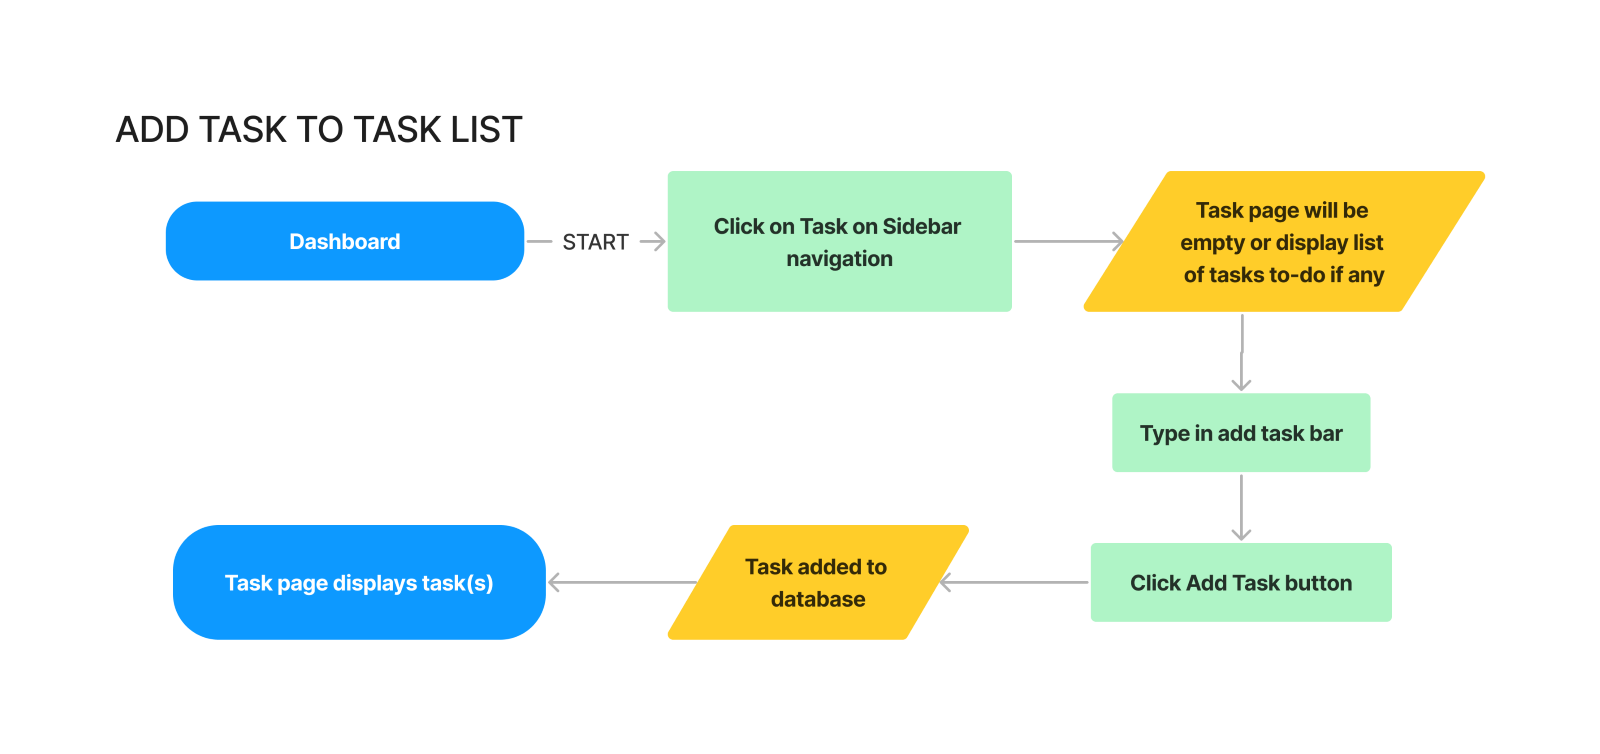 ADD TASK TO TASK LIST
Dashboard
START
Click on Task on Sidebar
navigation
Task page will be
empty or display list
of tasks to-do if any
Type in add task bar
Click Add Task button
Task added to
database
Task page displays task(s)